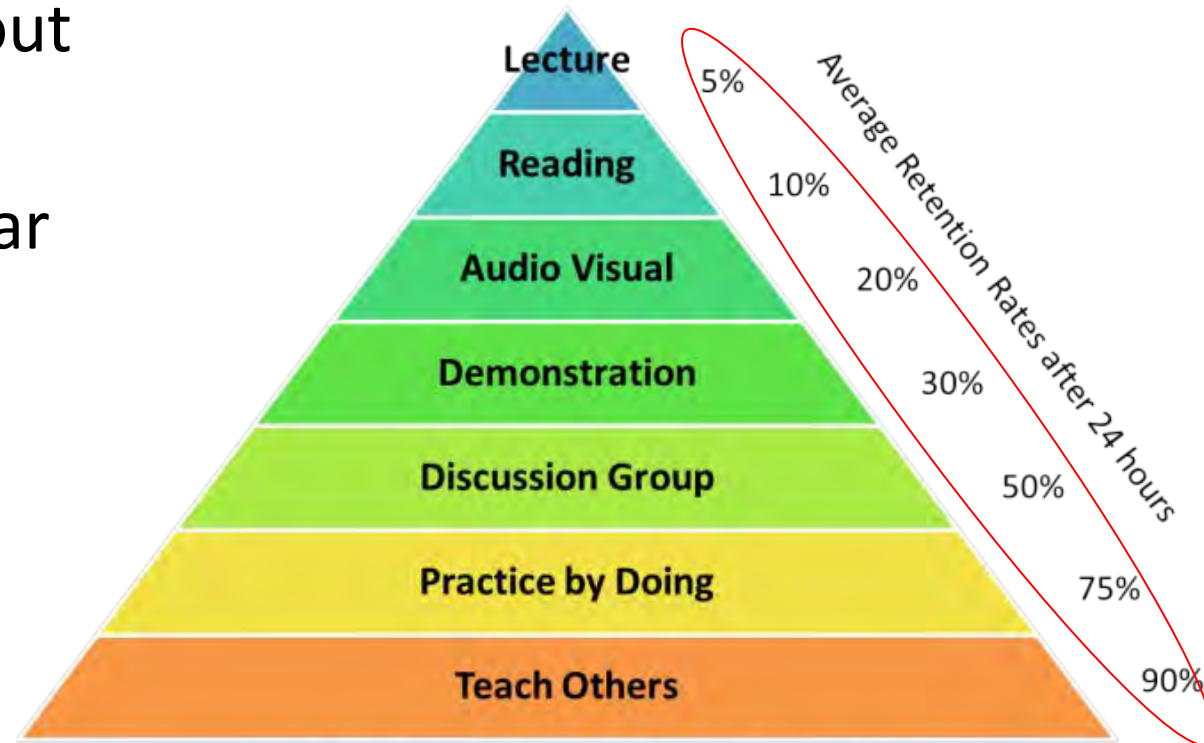 out
ar
Lecture
5%
Reading
10%
Audio Visual
20%
Demonstration
30%
Discussion Group
50%
Practice by Doing
75%
Teach Others
90%
Average Retention Rates after 24 hours